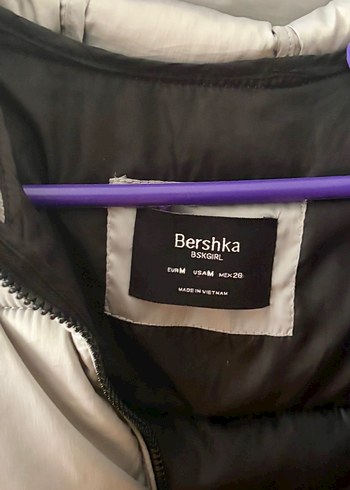 Bershka
BSKGIRL
EUR M USA M MEX 28
MADE IN VIETNAM